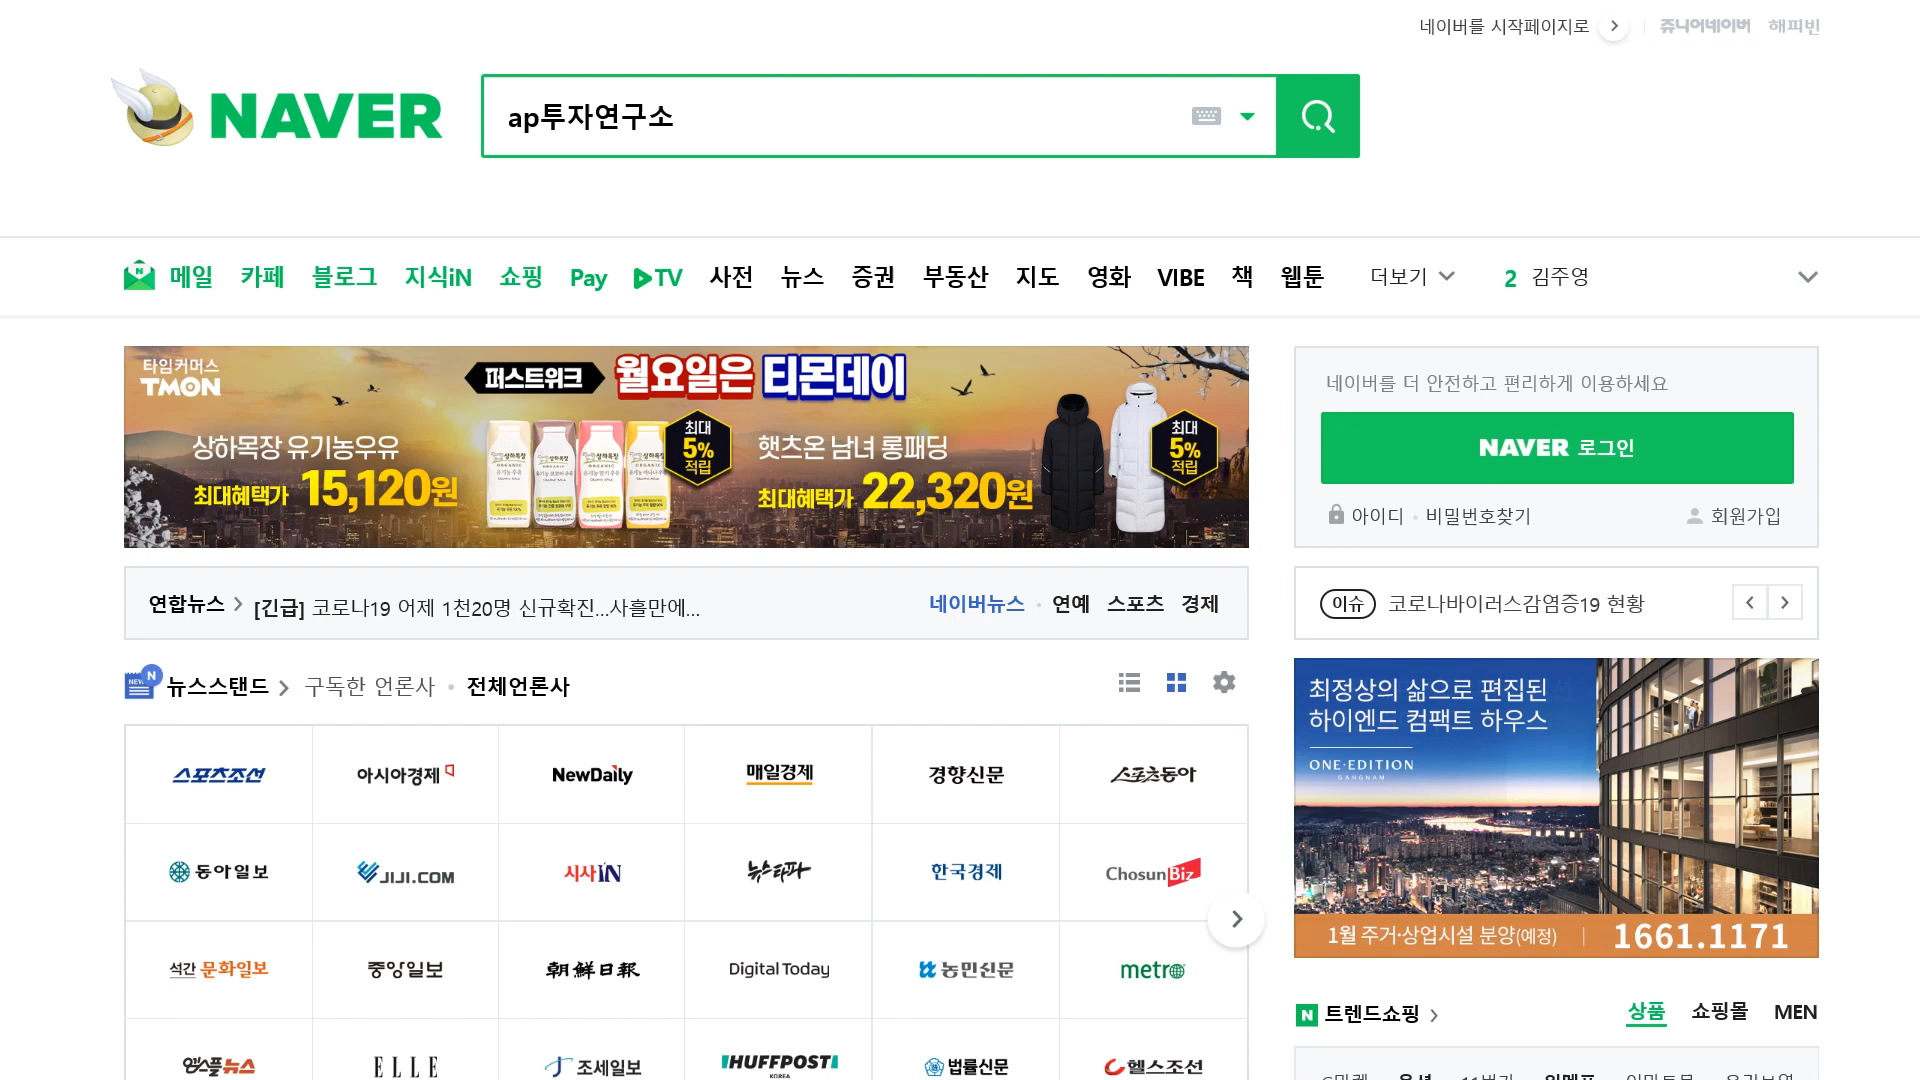 네이버를 시작페이지로
쥬니어네이버 해피빈
NAVER
ap투자연구소
메일 카페 블로그 지식iN 쇼핑 Pay TV 사전 뉴스 증권 부동산 지도 영화 VIBE 책 웹툰 더보기 2 김주영
타임커머스
TMON
퍼스트위크 월요일은 티몬데이
상하목장 유기농우유
최대혜택가 15,120원
최대
5%
적립
햇츠온 남녀 롱패딩
최대혜택가 22,320원
최대
5%
적립
네이버를 더 안전하고 편리하게 이용하세요
NAVER 로그인
아이디 비밀번호찾기 회원가입
연합뉴스 [긴급] 코로나19 어제 1천20명 신규확진...사흘만에...
네이버뉴스 연예 스포츠 경제
이슈 코로나바이러스감염증19 현황
뉴스스탠드 구독한 언론사 전체언론사
스포츠조선 아시아경제 NewDaily 매일경제 경향신문 스포츠동아
동아일보 JIJI.COM 시사IN 뉴스타파 한국경제 ChosunBiz
석간 문화일보 중앙일보 朝鮮日報 Digital Today 농민신문 metro
앳스플뉴스 ELLE 조세일보 HUFFPOST KOREA 법률신문 헬스조선
최정상의 삶으로 편집된
하이엔드 컴팩트 하우스
ONE·EDITION
GANGNAM
1월 주거·상업시설 분양(예정) 1661.1171
트렌드쇼핑 상품 쇼핑몰 MEN